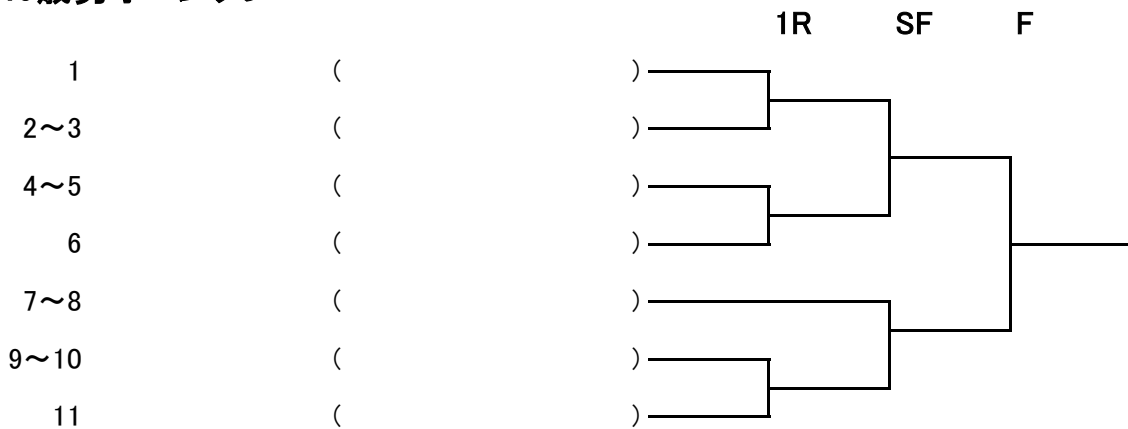 1R SF F
1 ( )
2～3 ( )
4～5 ( )
6 ( )
7～8 ( )
9～10 ( )
11 ( )